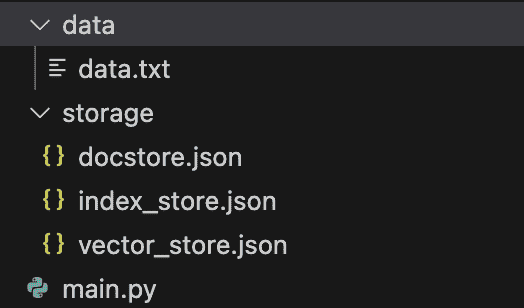 data
data.txt
storage
docstore.json
index_store.json
vector_store.json
main.py